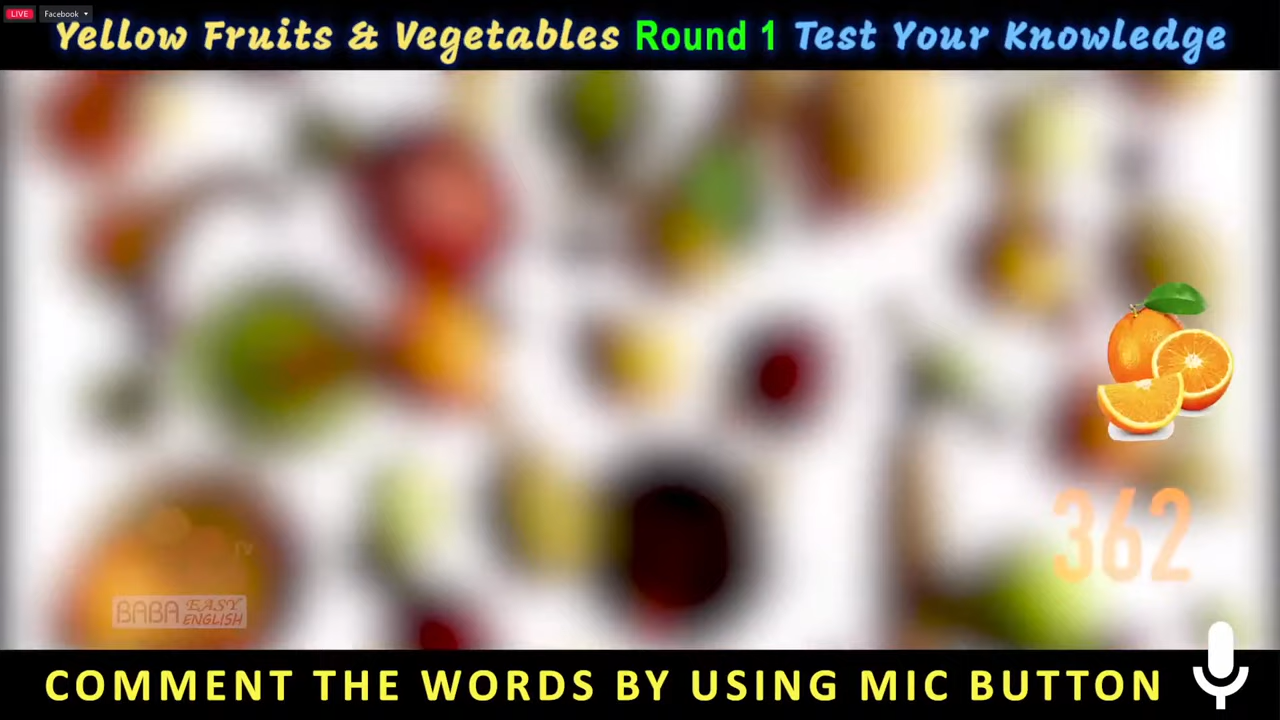 LIVE Facebook
Yellow Fruits & Vegetables Round 1 Test Your Knowledge
362
TV
BABA EASY ENGLISH
COMMENT THE WORDS BY USING MIC BUTTON